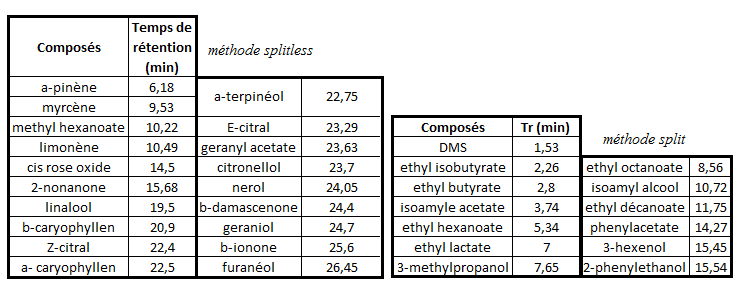 Composés Temps de rétention (min)
méthode splitless
a-pinène 6,18
myrcène 9,53
methyl hexanoate 10,22
limonène 10,49
cis rose oxide 14,5
2-nonanone 15,68
linalool 19,5
b-caryophyllen 20,9
Z-citral 22,4
a- caryophyllen 22,5
a-terpinéol 22,75
E-citral 23,29
geranyl acetate 23,63
citronellol 23,7
nerol 24,05
b-damascenone 24,4
geraniol 24,7
b-ionone 25,6
furanéol 26,45
Composés Tr (min)
méthode split
DMS 1,53
ethyl isobutyrate 2,26
ethyl butyrate 2,8
isoamyle acetate 3,74
ethyl hexanoate 5,34
ethyl lactate 7
3-methylpropanol 7,65
ethyl octanoate 8,56
isoamyl alcool 10,72
ethyl décanoate 11,75
phenylacetate 14,27
3-hexenol 15,45
2-phenylethanol 15,54